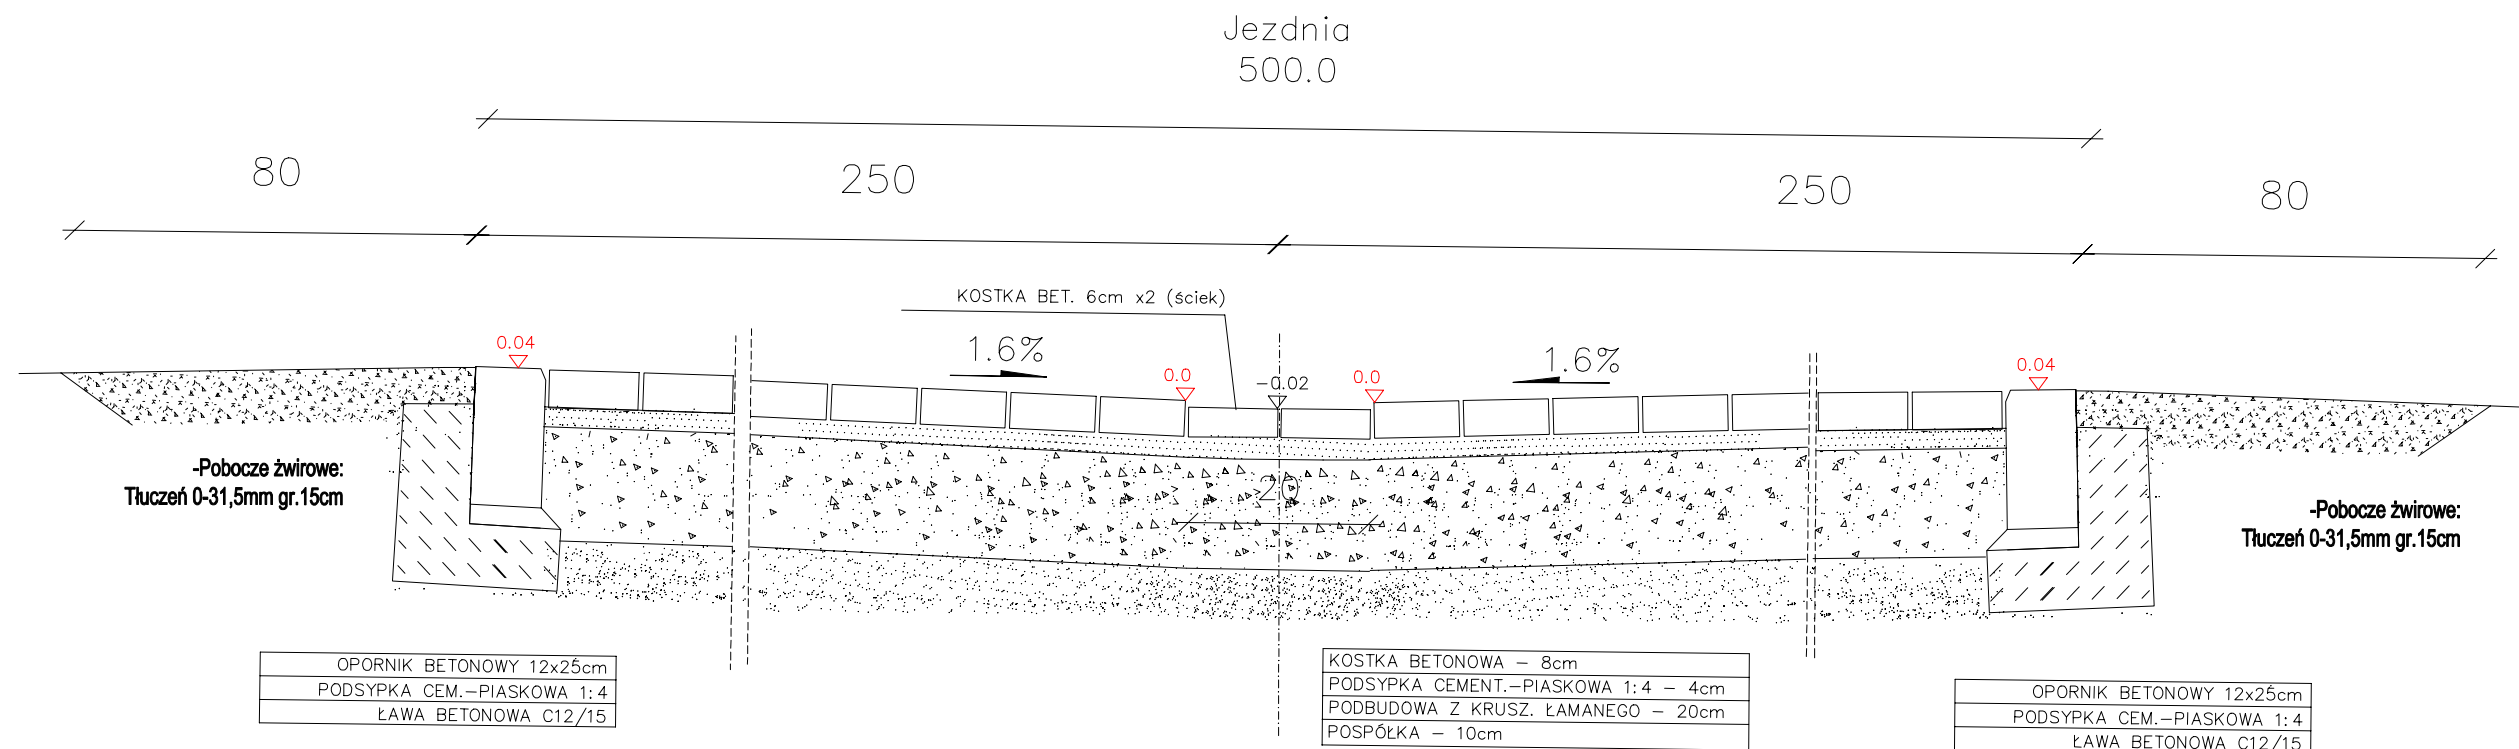 Jezdnia
500.0
80
250
250
80
KOSTKA BET. 6cm x2 (ściek)
0.04
1.6%
0.0
-0.02
0.0
1.6%
0.04
20
-Pobocze żwirowe:
Tłuczeń 0-31,5mm gr.15cm
-Pobocze żwirowe:
Tłuczeń 0-31,5mm gr.15cm
OPORNIK BETONOWY 12x25cm
PODSYPKA CEM.-PIASKOWA 1:4
ŁAWA BETONOWA C12/15
KOSTKA BETONOWA - 8cm
PODSYPKA CEMENT.-PIASKOWA 1:4 - 4cm
PODBUDOWA Z KRUSZ. ŁAMANEGO - 20cm
POSPÓŁKA - 10cm
OPORNIK BETONOWY 12x25cm
PODSYPKA CEM.-PIASKOWA 1:4
ŁAWA BETONOWA C12/15